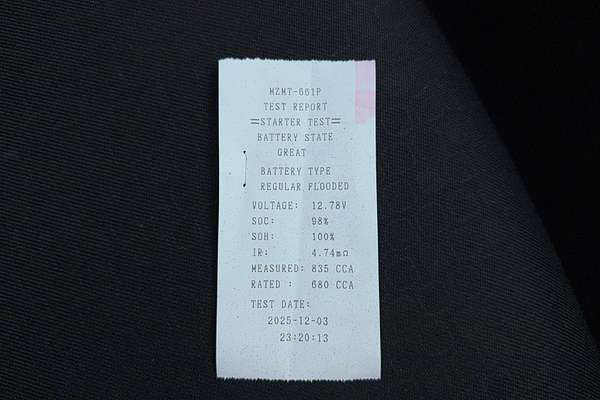 MZMT-661P
TEST REPORT
=STARTER TEST=
BATTERY STATE
GREAT
BATTERY TYPE
REGULAR FLOODED
VOLTAGE: 12.78V
SOC: 98%
SOH: 100%
IR: 4.74mΩ
MEASURED: 835 CCA
RATED : 680 CCA
TEST DATE:
2025-12-03
23:20:13